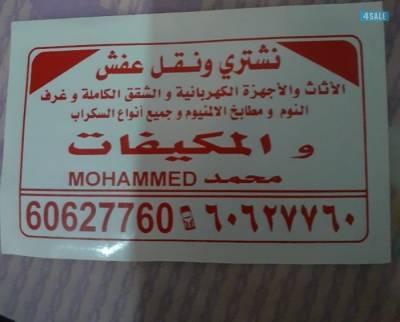 4SALE
نشتري ونقل عفش
الأثاث والأجهزة الكهربائية و الشقق الكاملة و غرف
النوم و مطابخ الالمنيوم و جميع أنواع السكراب
و المكيفات
MOHAMMED محمد
60627760 ٦٠٦٢٧٧٦٠